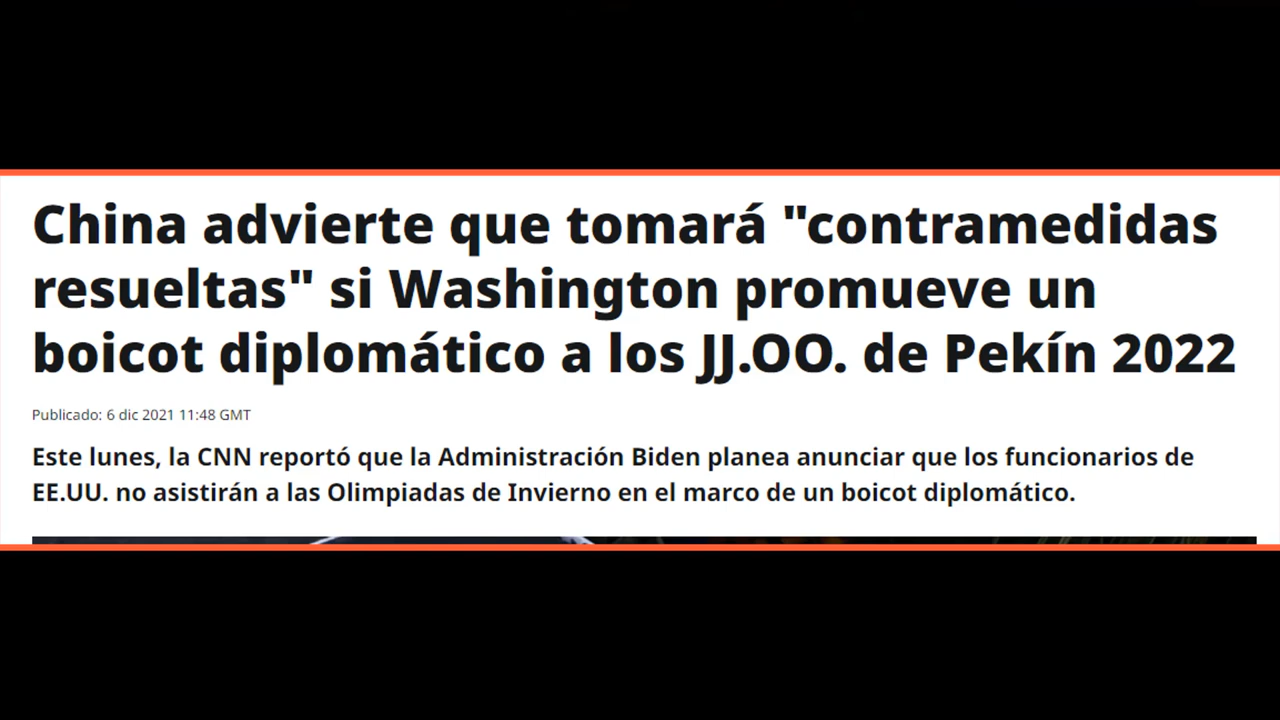 China advierte que tomará "contramedidas
resueltas" si Washington promueve un
boicot diplomático a los JJ.OO. de Pekín 2022
Publicado: 6 dic 2021 11:48 GMT
Este lunes, la CNN reportó que la Administración Biden planea anunciar que los funcionarios de
EE.UU. no asistirán a las Olimpiadas de Invierno en el marco de un boicot diplomático.